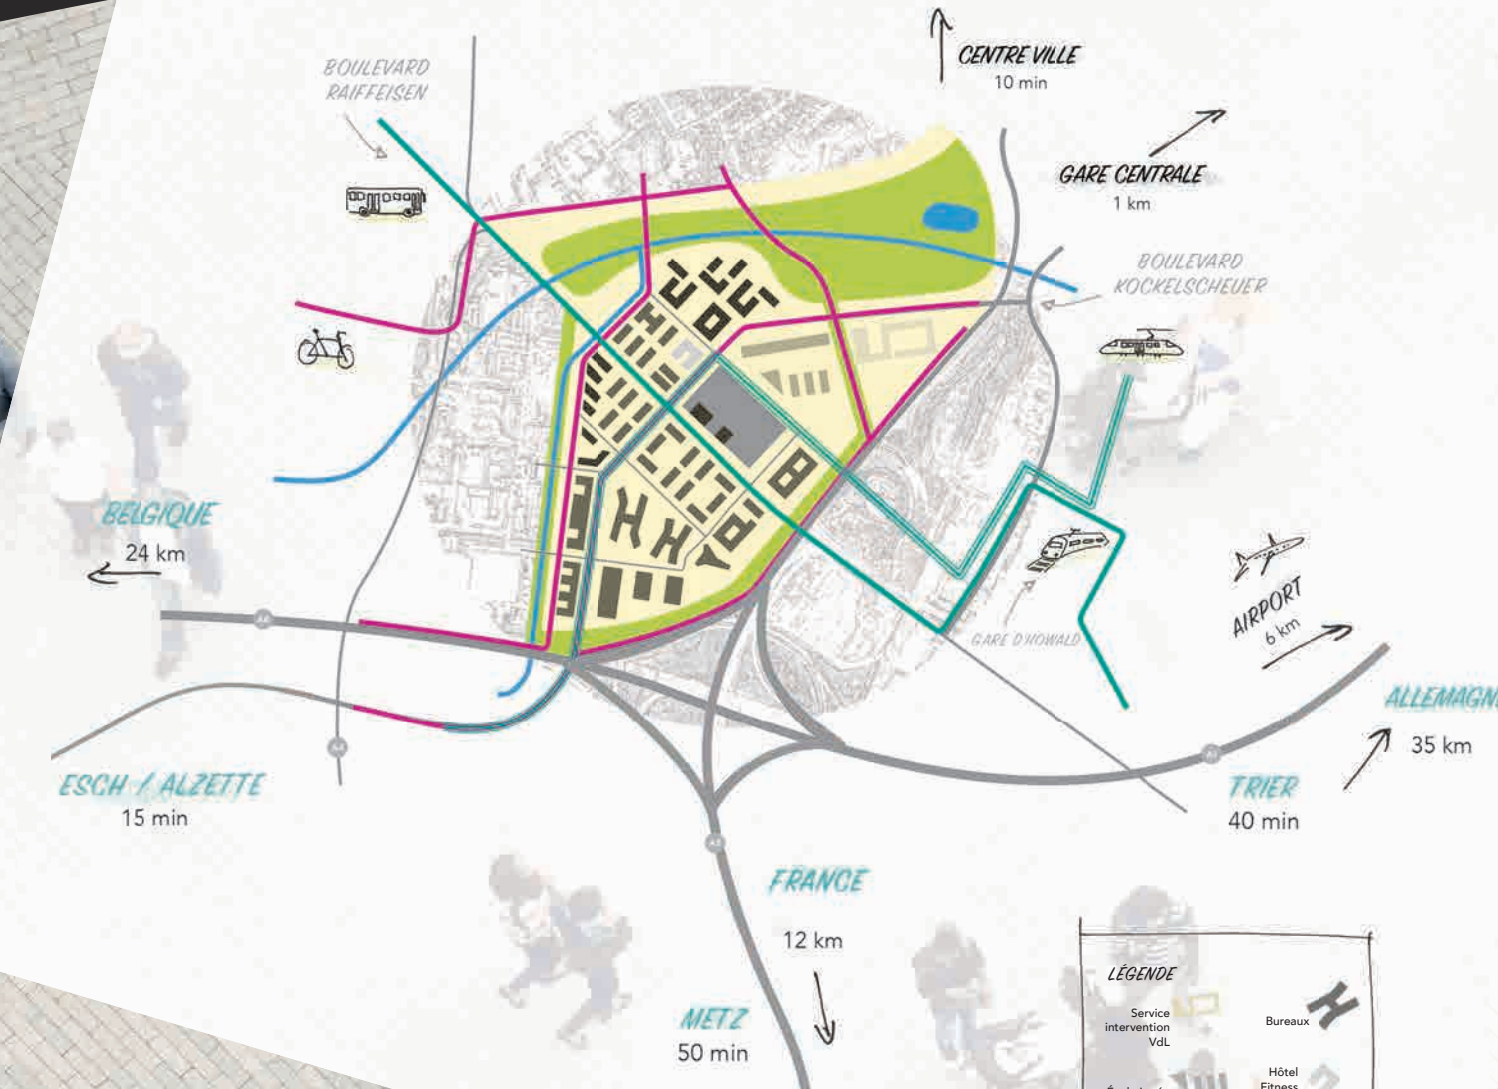 BOULEVARD
RAIFFEISEN
CENTRE VILLE
10 min
GARE CENTRALE
1 km
BOULEVARD
KOCKELSCHEUER
BELGIQUE
24 km
GARE D'HOWALD
AIRPORT
6 km
ALLEMAGN
35 km
ESCH / ALZETTE
15 min
A4
TRIER
40 min
FRANCE
12 km
METZ
50 min
LÉGENDE
Service
intervention
VdL
Bureaux
Hôtel
Fitness